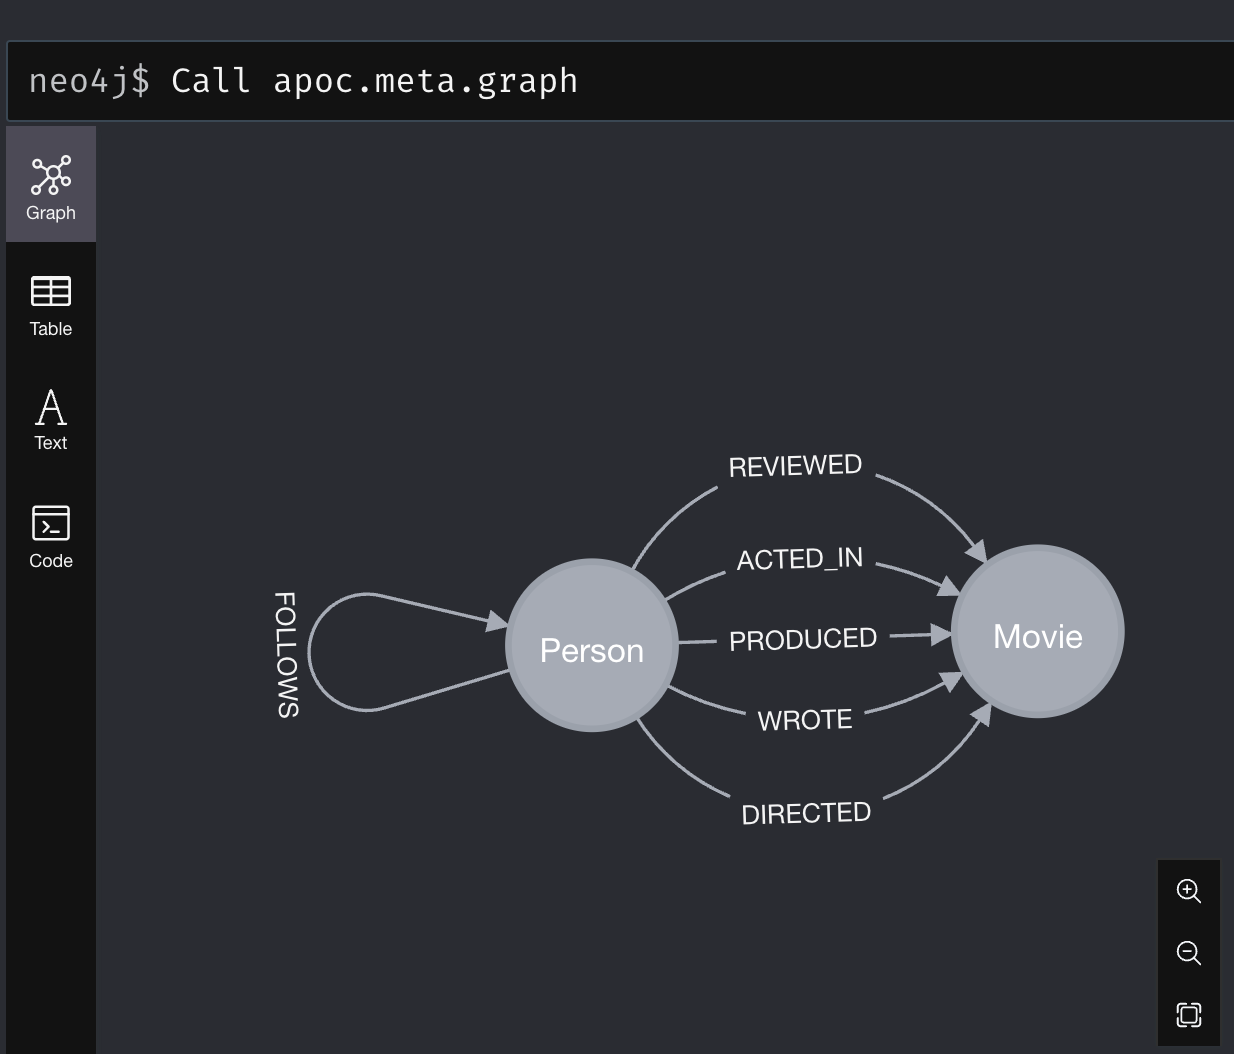 neo4j$ Call apoc.meta.graph
Graph
Table
Text
Code
REVIEWED
ACTED_IN
PRODUCED
WROTE
DIRECTED
FOLLOWS
Person
Movie